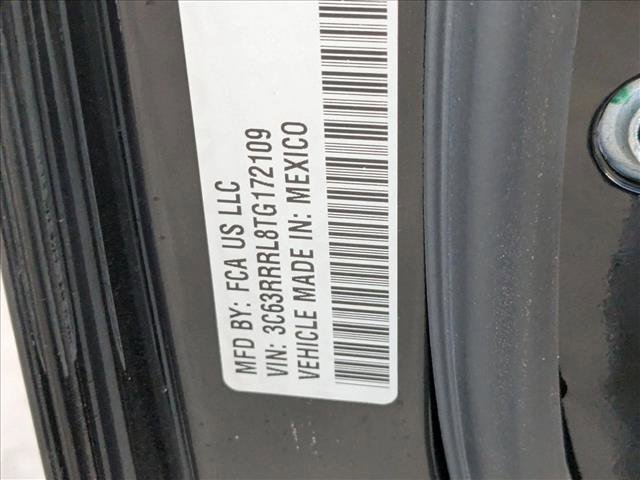 MFD BY: FCA US LLC
VIN: 3C63RRRL8TG172109
VEHICLE MADE IN: MEXICO